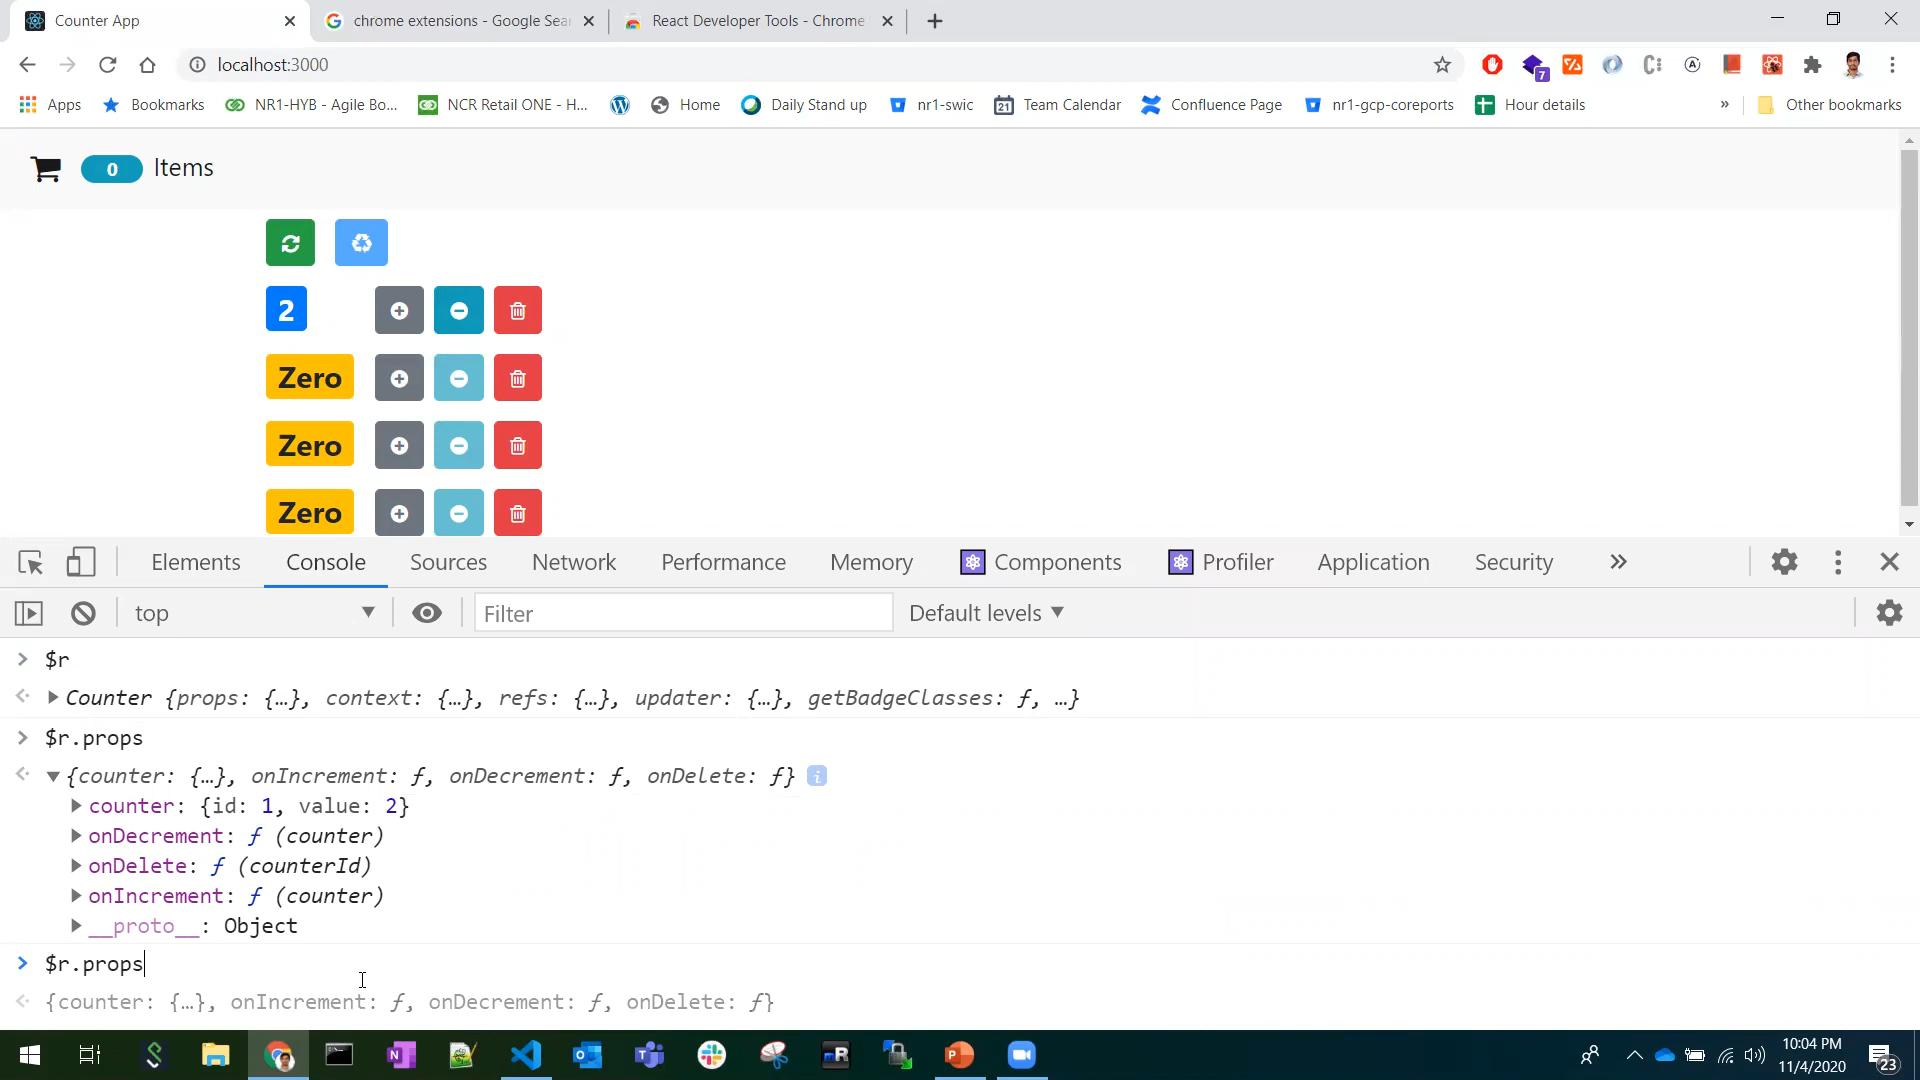 Counter App
chrome extensions - Google Sea
React Developer Tools - Chrome
localhost:3000
7
Apps
Bookmarks
NR1-HYB - Agile Bo...
NCR Retail ONE - H...
Home
Daily Stand up
nr1-swic
21
Team Calendar
Confluence Page
nr1-gcp-coreports
Hour details
»
Other bookmarks
0 Items
2
Zero
Zero
Zero
Elements
Console
Sources
Network
Performance
Memory
Components
Profiler
Application
Security
top
Filter
Default levels
> $r
Counter {props: {…}, context: {…}, refs: {…}, updater: {…}, getBadgeClasses: ƒ, …}
> $r.props
{counter: {…}, onIncrement: ƒ, onDecrement: ƒ, onDelete: ƒ} i
counter: {id: 1, value: 2}
onDecrement: ƒ (counter)
onDelete: ƒ (counterId)
onIncrement: ƒ (counter)
__proto__: Object
> $r.props
{counter: {…}, onIncrement: ƒ, onDecrement: ƒ, onDelete: ƒ}
10:04 PM
11/4/2020
23